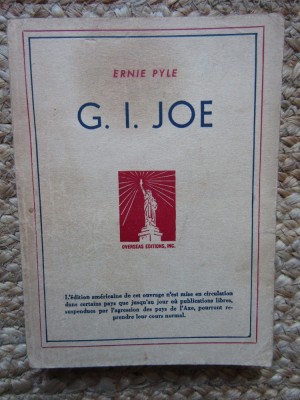 ERNIE PYLE
G. I. JOE
OVERSEAS EDITIONS, INC.
L'édition américaine de cet ouvrage n'est mise en circulation
dans certains pays que jusqu'au jour où publications libres,
suspendues par l'agression des pays de l'Axe, pourront re-
prendre leur cours normal.